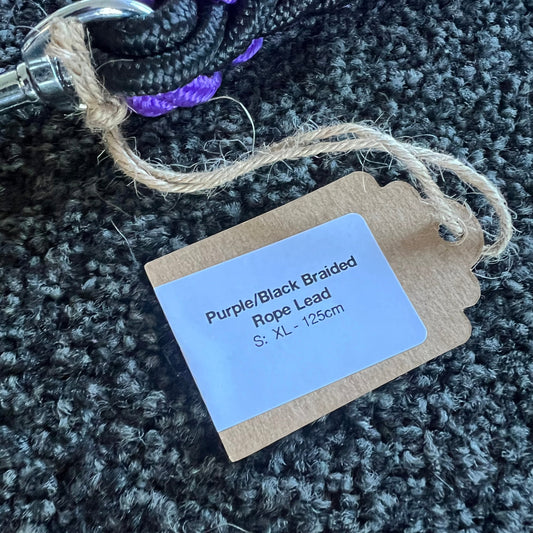 Purple/Black Braided
Rope Lead
S: XL - 125cm